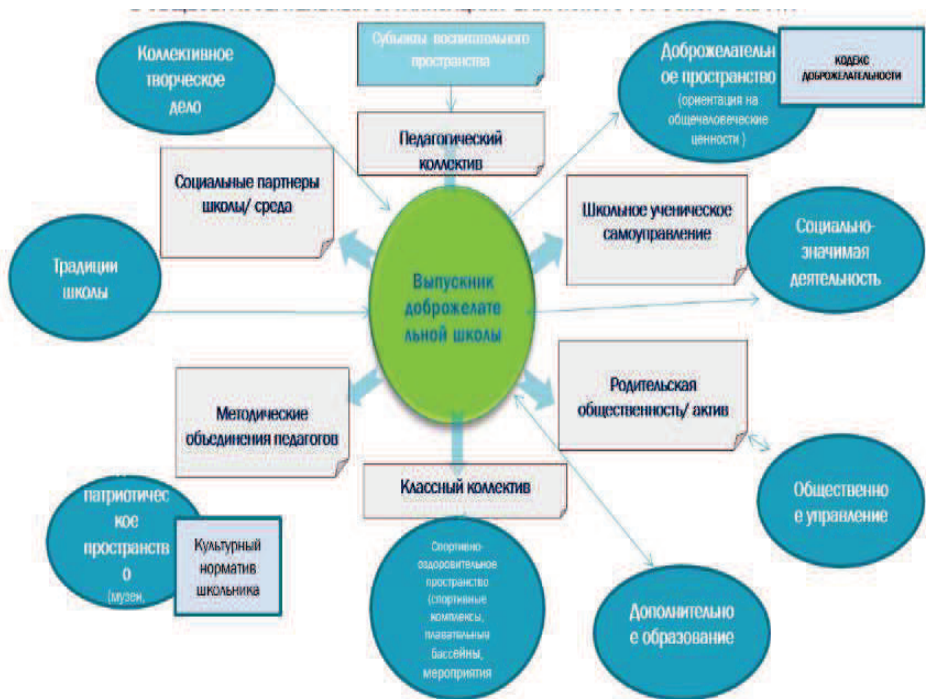 Коллективное
творческое
дело
Субъекты воспитательного
пространства
Доброжелательн
ое пространство
(ориентация на
общечеловеческие
ценности )
КОДЕКС
ДОБРОЖЕЛАТЕЛЬНОСТИ
Педагогический
коллектив
Социальные партнеры
школы/ среда
Школьное ученическое
самоуправление
Социально-
значимая
деятельность
Традиции
школы
Выпускник
доброжелате
льной школы
Методические
объединения педагогов
Родительская
общественность/ актив
Классный коллектив
патриотичес
кое
пространств
о
(музеи,
Культурный
норматив
школьника
Спортивно-
оздоровительное
пространство
(спортивные
комплексы,
плавательные
бассейны,
мероприятия
Дополнительно
е образование
Общественно
е управление